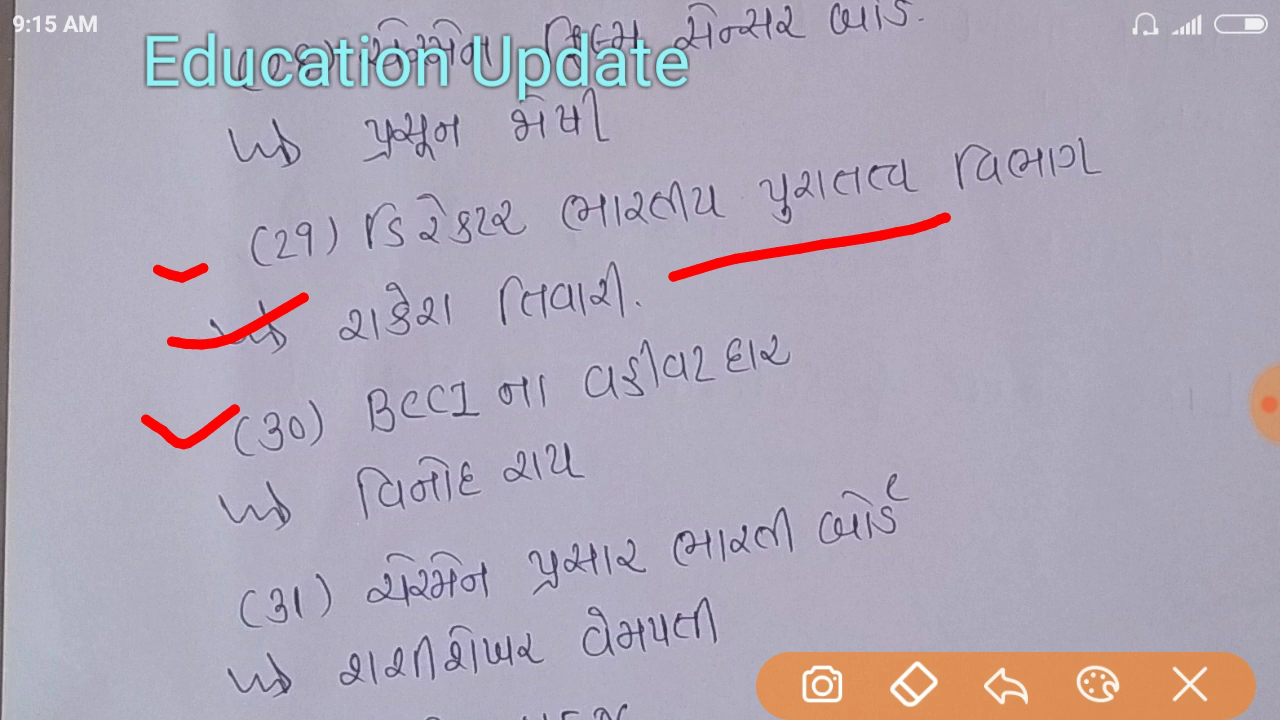 9:15 AM
ફિલ્મ સેન્સર બોર્ડ.
Education Update
પ્રસૂન જોષી
(29) ડિરેક્ટર ભારતીય પુરાતત્વ વિભાગ
રાકેશ તિવારી.
(30) BCCI ના વહીવટદાર
વિનોદ રાય
(31) ચેરમેન પ્રસાર ભારતી બોર્ડ
શશીશેખર વેમપતી